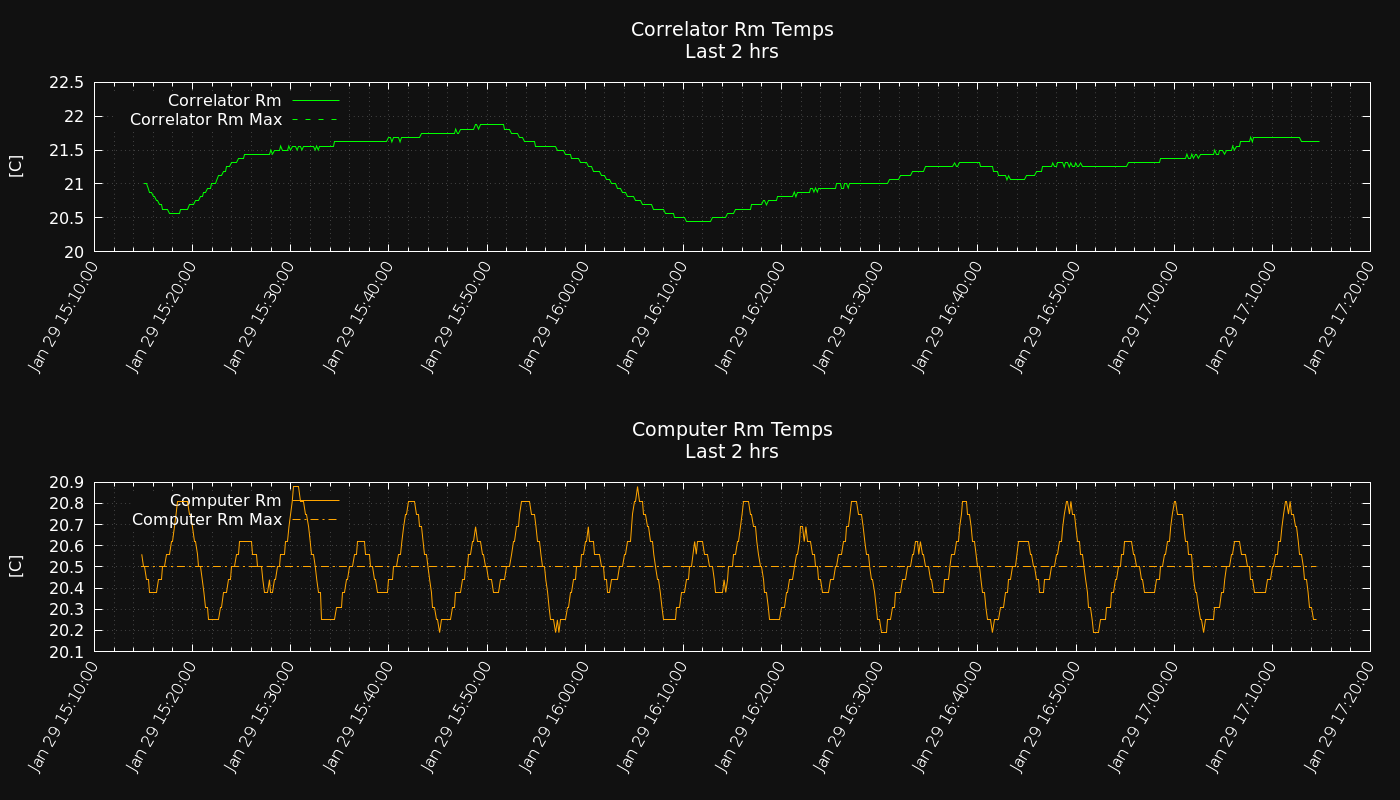 Correlator Rm Temps
Last 2 hrs
22.5
22
21.5
21
20.5
20
[C]
Correlator Rm
Correlator Rm Max
Jan 29 15:10:00
Jan 29 15:20:00
Jan 29 15:30:00
Jan 29 15:40:00
Jan 29 15:50:00
Jan 29 16:00:00
Jan 29 16:10:00
Jan 29 16:20:00
Jan 29 16:30:00
Jan 29 16:40:00
Jan 29 16:50:00
Jan 29 17:00:00
Jan 29 17:10:00
Jan 29 17:20:00
Computer Rm Temps
Last 2 hrs
20.9
20.8
20.7
20.6
20.5
20.4
20.3
20.2
20.1
[C]
Computer Rm
Computer Rm Max
Jan 29 15:10:00
Jan 29 15:20:00
Jan 29 15:30:00
Jan 29 15:40:00
Jan 29 15:50:00
Jan 29 16:00:00
Jan 29 16:10:00
Jan 29 16:20:00
Jan 29 16:30:00
Jan 29 16:40:00
Jan 29 16:50:00
Jan 29 17:00:00
Jan 29 17:10:00
Jan 29 17:20:00